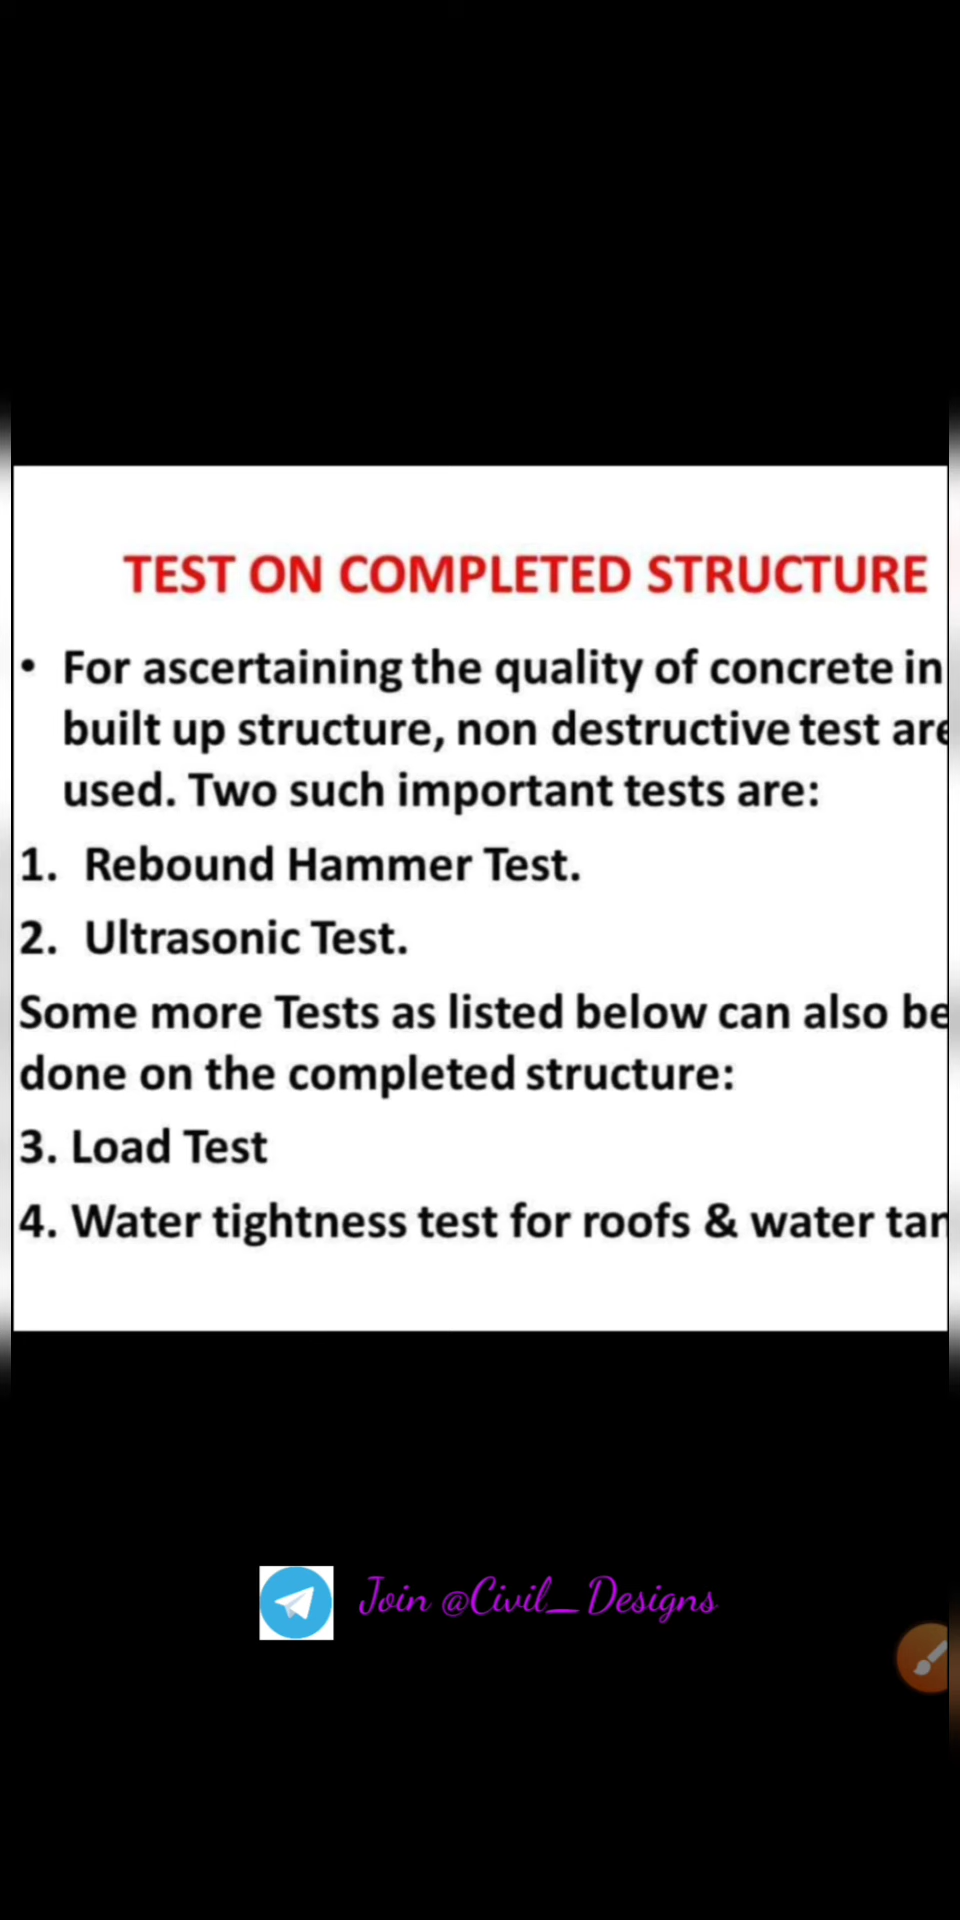 TEST ON COMPLETED STRUCTURE
• For ascertaining the quality of concrete in
built up structure, non destructive test are
used. Two such important tests are:
1. Rebound Hammer Test.
2. Ultrasonic Test.
Some more Tests as listed below can also be
done on the completed structure:
3. Load Test
4. Water tightness test for roofs & water
Join @Civil_Designs